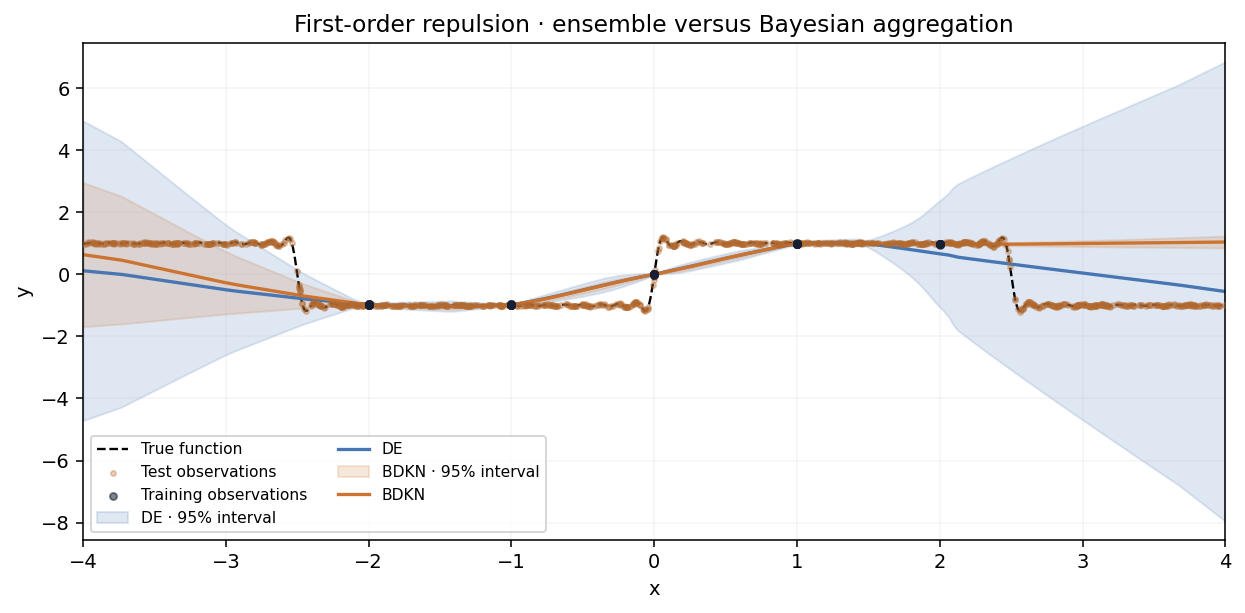 First-order repulsion · ensemble versus Bayesian aggregation
y
6
4
2
0
−2
−4
−6
−8
True function
Test observations
Training observations
DE · 95% interval
DE
BDKN · 95% interval
BDKN
−4 −3 −2 −1 0 1 2 3 4
x